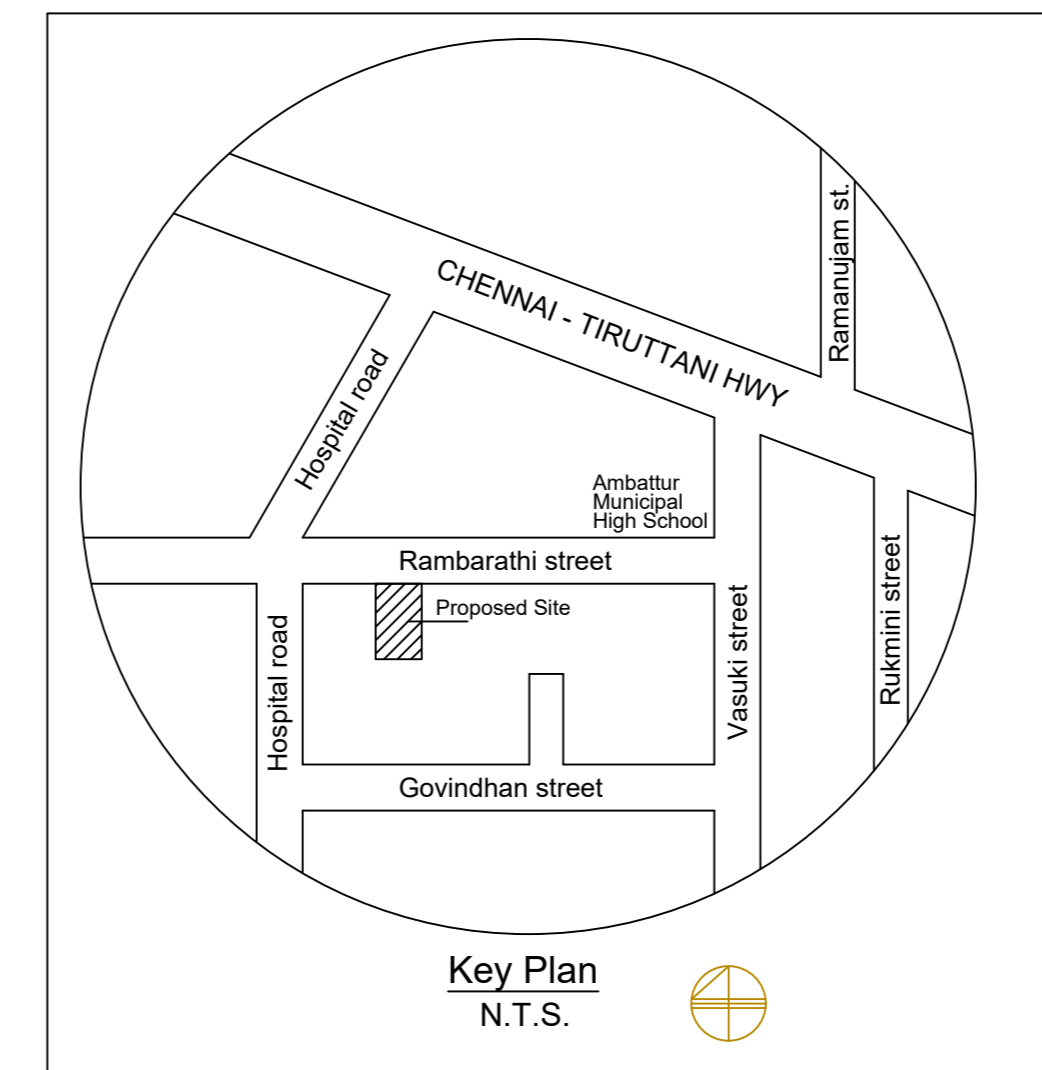 Ramanujam st.
CHENNAI - TIRUTTANI HWY
Hospital road
Ambattur
Municipal
High School
Rambarathi street
Proposed Site
Hospital road
Vasuki street
Rukmini street
Govindhan street
Key Plan
N.T.S.